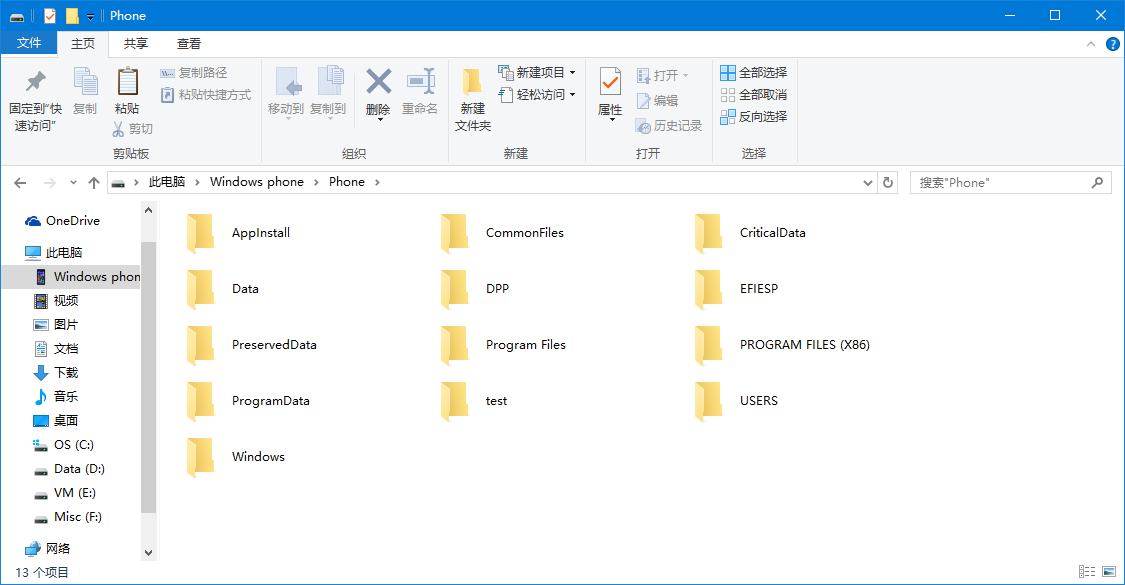 Phone
文件 主页 共享 查看
固定到"快
速访问"
复制
粘贴
复制路径
粘贴快捷方式
剪切
剪贴板
移动到 复制到 删除 重命名
组织
新建
文件夹
新建项目
轻松访问
新建
属性
打开
编辑
历史记录
打开
全部选择
全部取消
反向选择
选择
此电脑 Windows phone Phone
搜索"Phone"
OneDrive
此电脑
Windows phon
视频
图片
文档
下载
音乐
桌面
OS (C:)
Data (D:)
VM (E:)
Misc (F:)
网络
AppInstall CommonFiles CriticalData
Data DPP EFIESP
PreservedData Program Files PROGRAM FILES (X86)
ProgramData test USERS
Windows
13 个项目